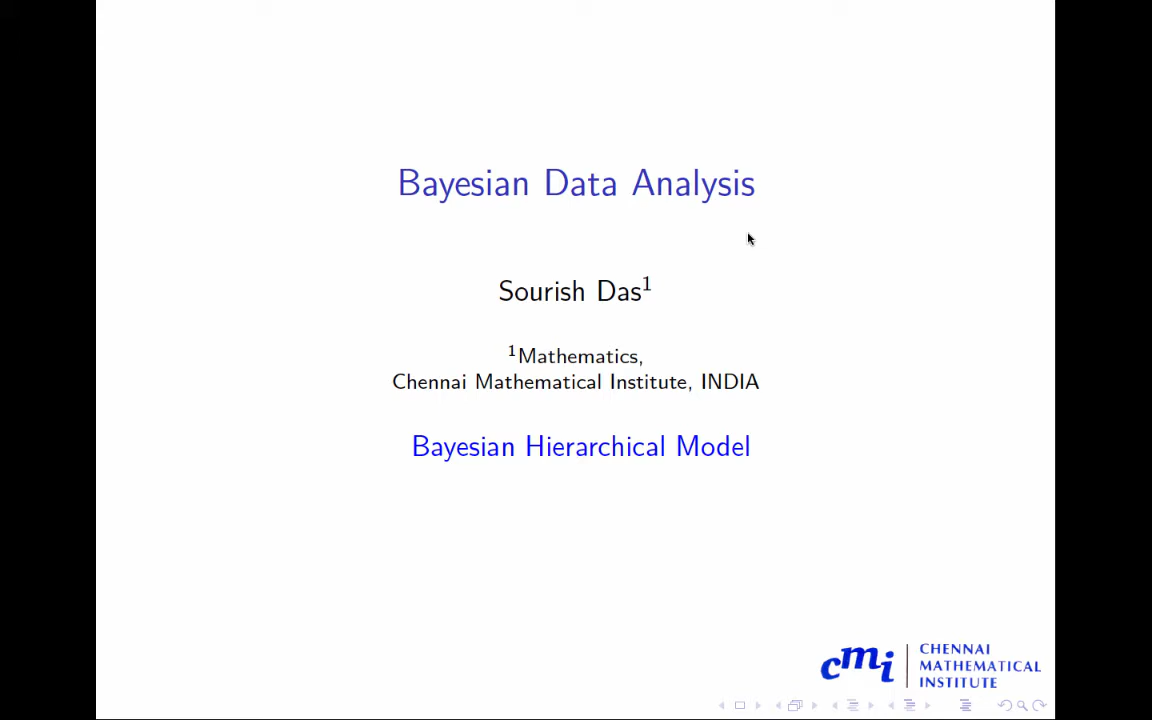 Bayesian Data Analysis
Sourish Das¹
¹Mathematics,
Chennai Mathematical Institute, INDIA
Bayesian Hierarchical Model
cmi
CHENNAI
MATHEMATICAL
INSTITUTE